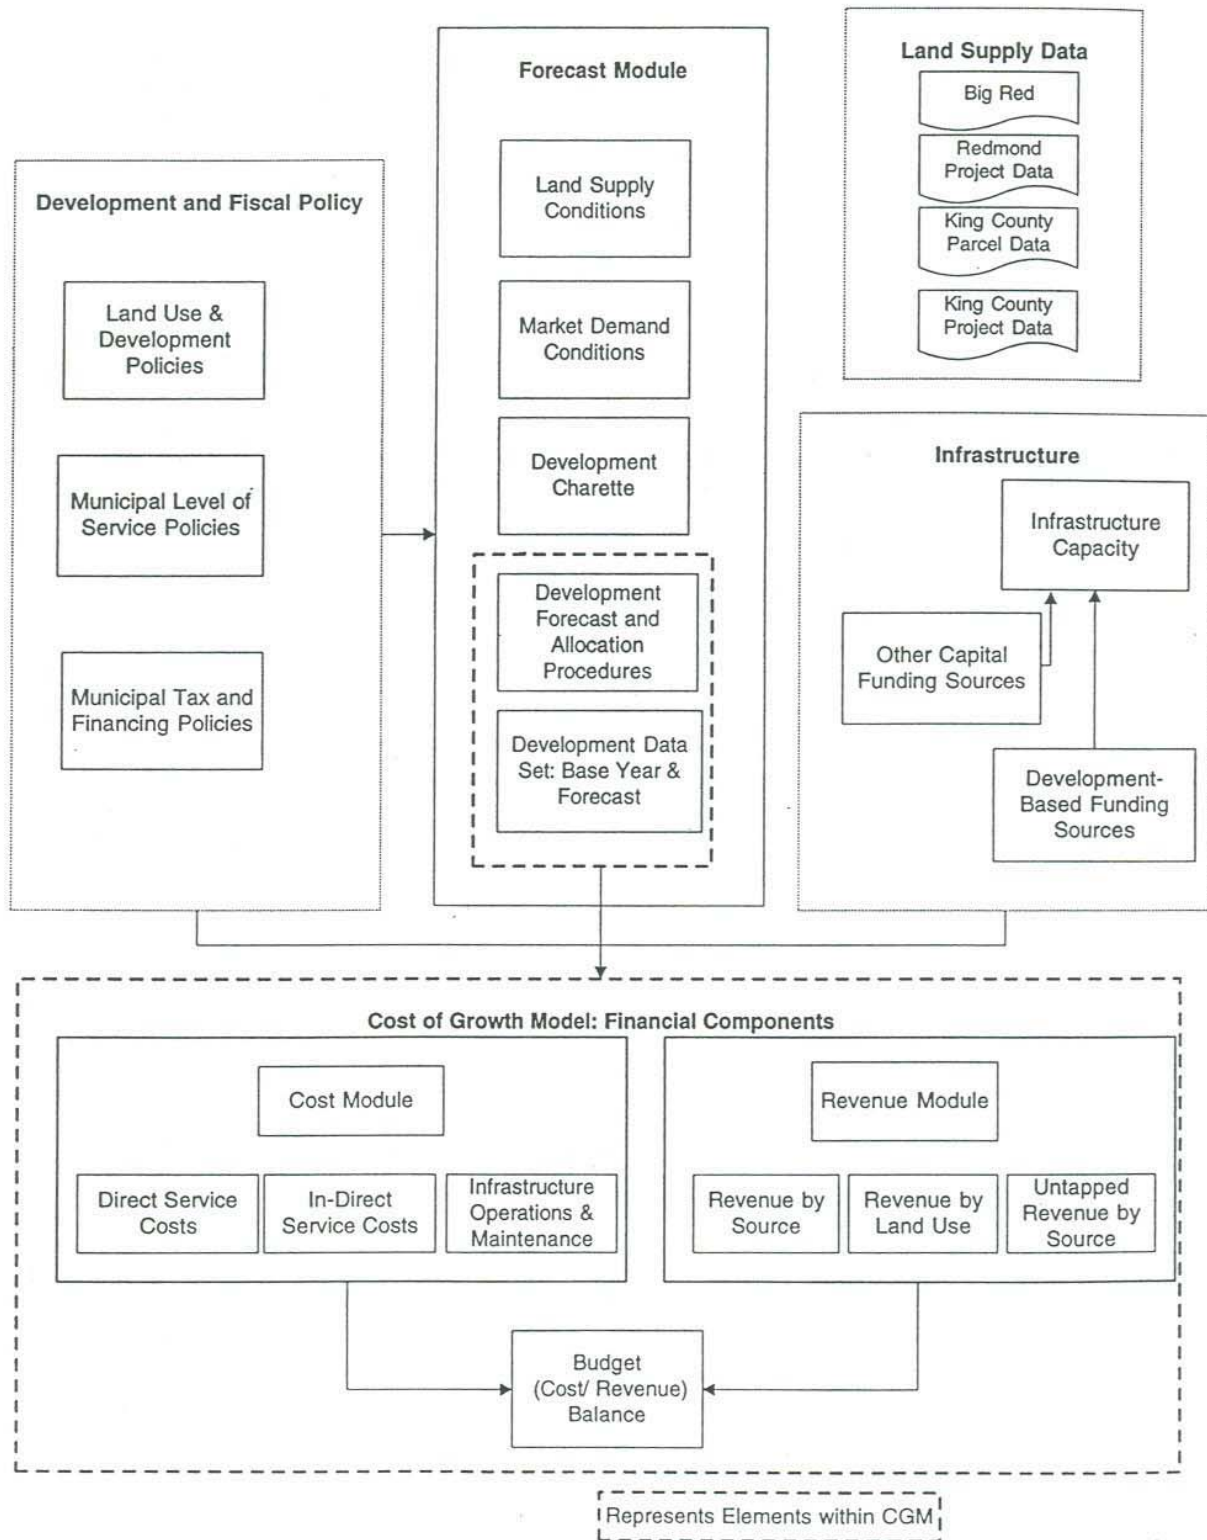 Development and Fiscal Policy
Land Use &
Development
Policies
Municipal Level of
Service Policies
Municipal Tax and
Financing Policies
Forecast Module
Land Supply
Conditions
Market Demand
Conditions
Development
Charette
Development
Forecast and
Allocation
Procedures
Development Data
Set: Base Year &
Forecast
Land Supply Data
Big Red
Redmond
Project Data
King County
Parcel Data
King County
Project Data
Infrastructure
Infrastructure
Capacity
Other Capital
Funding Sources
Development-
Based Funding
Sources
Cost of Growth Model: Financial Components
Cost Module
Direct Service
Costs
In-Direct
Service Costs
Infrastructure
Operations &
Maintenance
Revenue Module
Revenue by
Source
Revenue by
Land Use
Untapped
Revenue by
Source
Budget
(Cost/ Revenue)
Balance
Represents Elements within CGM